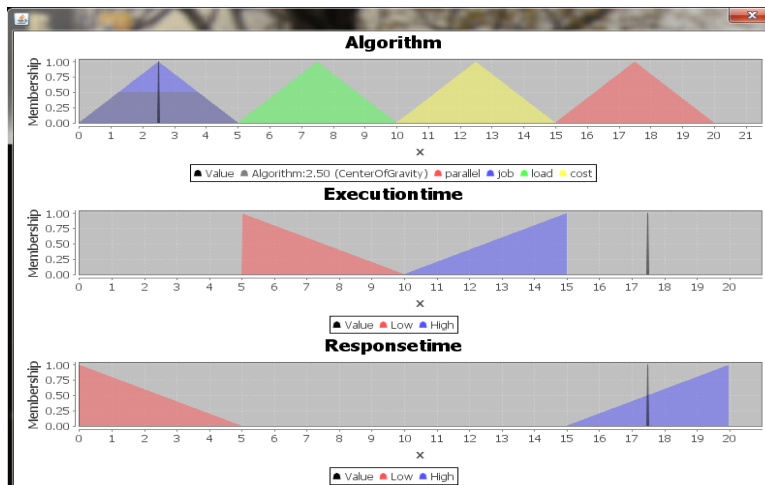 Algorithm
Membership
1.00
0.75
0.50
0.25
0.00
0 1 2 3 4 5 6 7 8 9 10 11 12 13 14 15 16 17 18 19 20 21
x
Value Algorithm:2.50 (CenterOfGravity) parallel job load cost
Executiontime
Membership
1.00
0.75
0.50
0.25
0.00
0 1 2 3 4 5 6 7 8 9 10 11 12 13 14 15 16 17 18 19 20
x
Value Low High
Responsetime
Membership
1.00
0.75
0.50
0.25
0.00
0 1 2 3 4 5 6 7 8 9 10 11 12 13 14 15 16 17 18 19 20
x
Value Low High